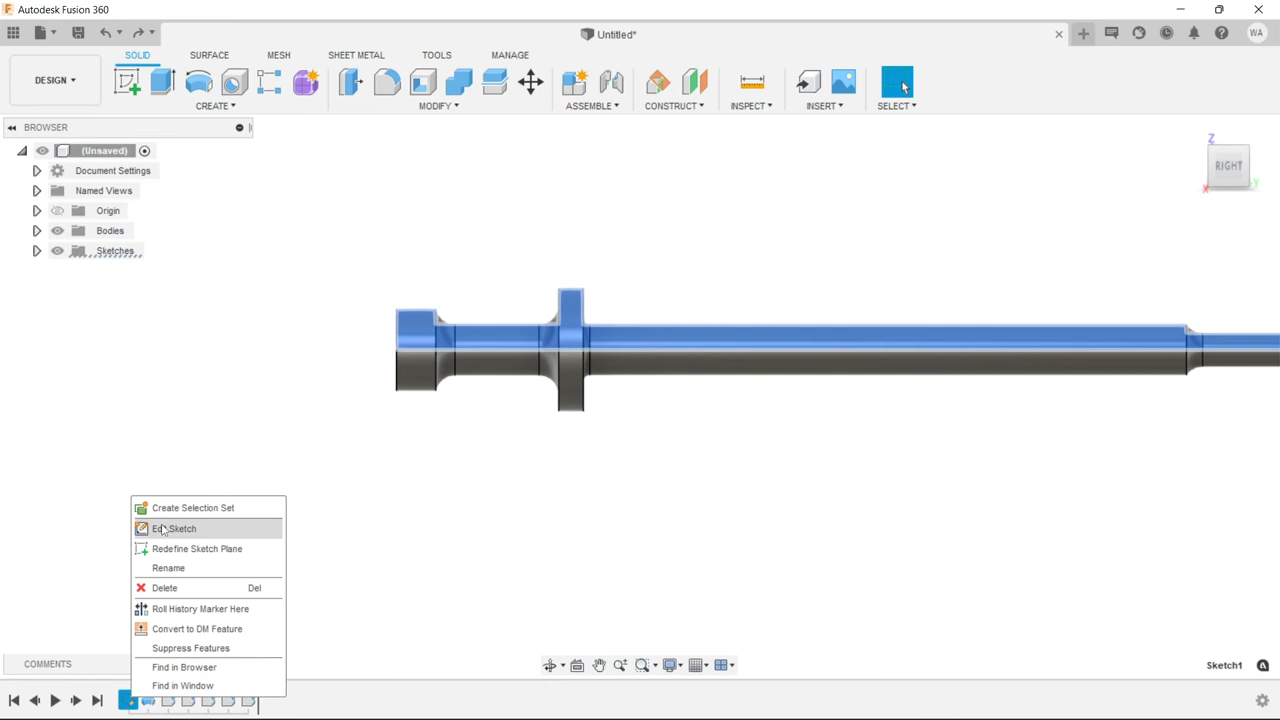 Autodesk Fusion 360
Untitled*
WA
DESIGN
SOLID SURFACE MESH SHEET METAL TOOLS MANAGE
CREATE MODIFY ASSEMBLE CONSTRUCT INSPECT INSERT SELECT
BROWSER
(Unsaved)
Document Settings
Named Views
Origin
Bodies
Sketches
Z
RIGHT
X
Y
Create Selection Set
Edit Sketch
Redefine Sketch Plane
Rename
Delete Del
Roll History Marker Here
Convert to DM Feature
Suppress Features
Find in Browser
Find in Window
COMMENTS
Sketch1